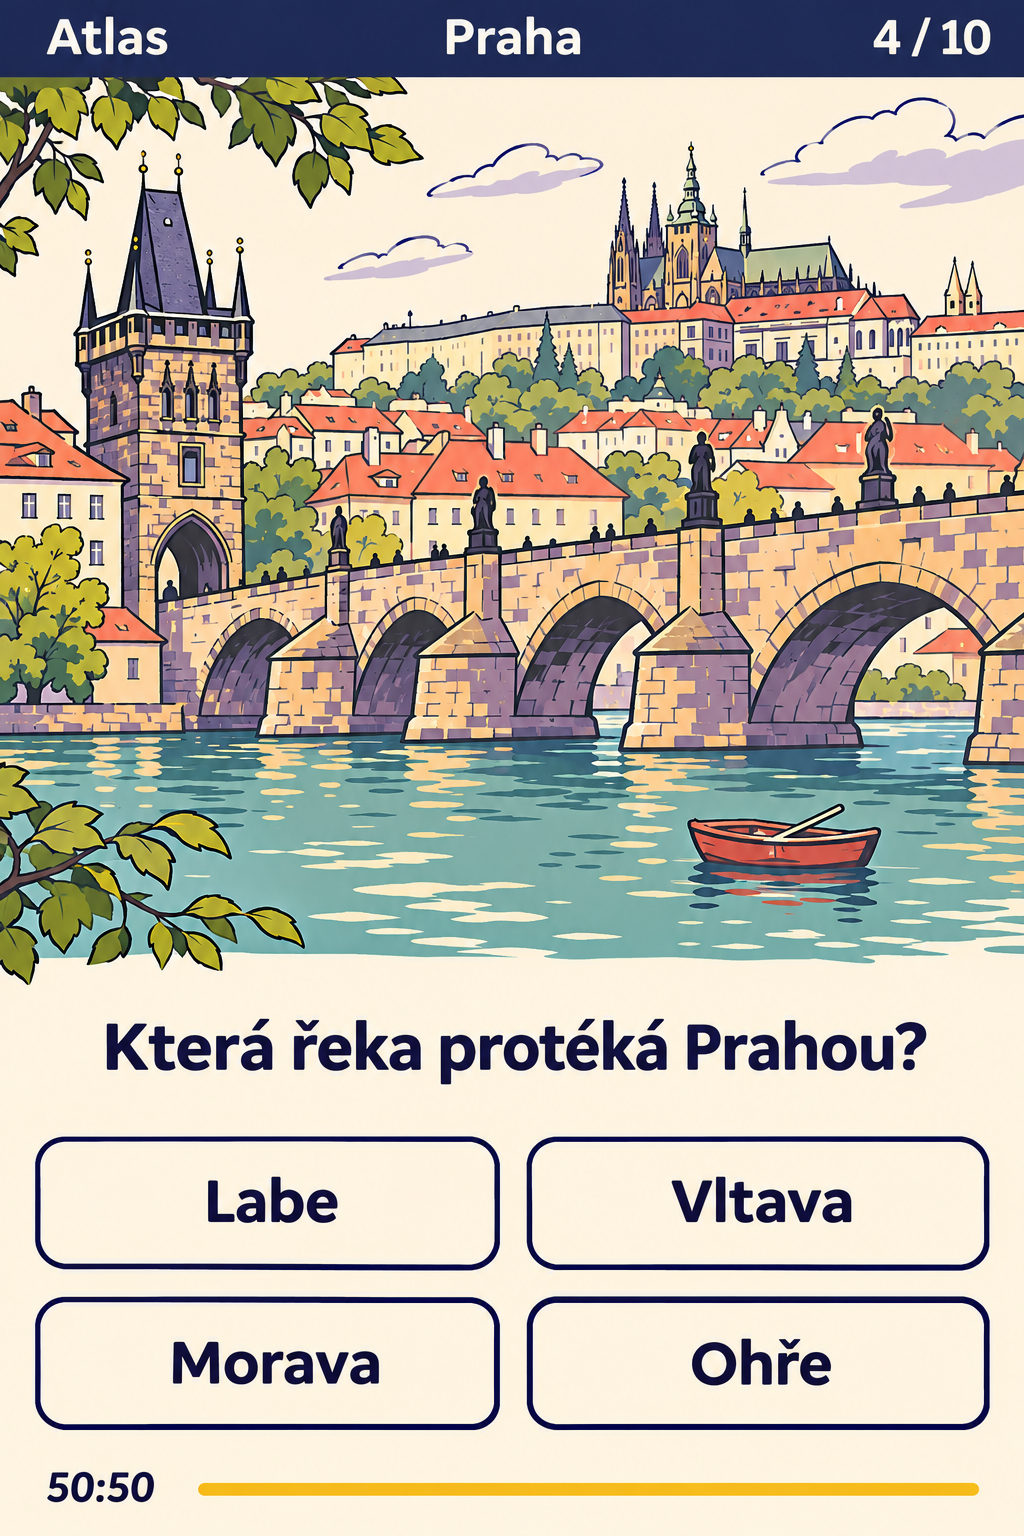 Atlas Praha 4 / 10
Která řeka protéká Prahou?
Labe
Vltava
Morava
Ohře
50:50